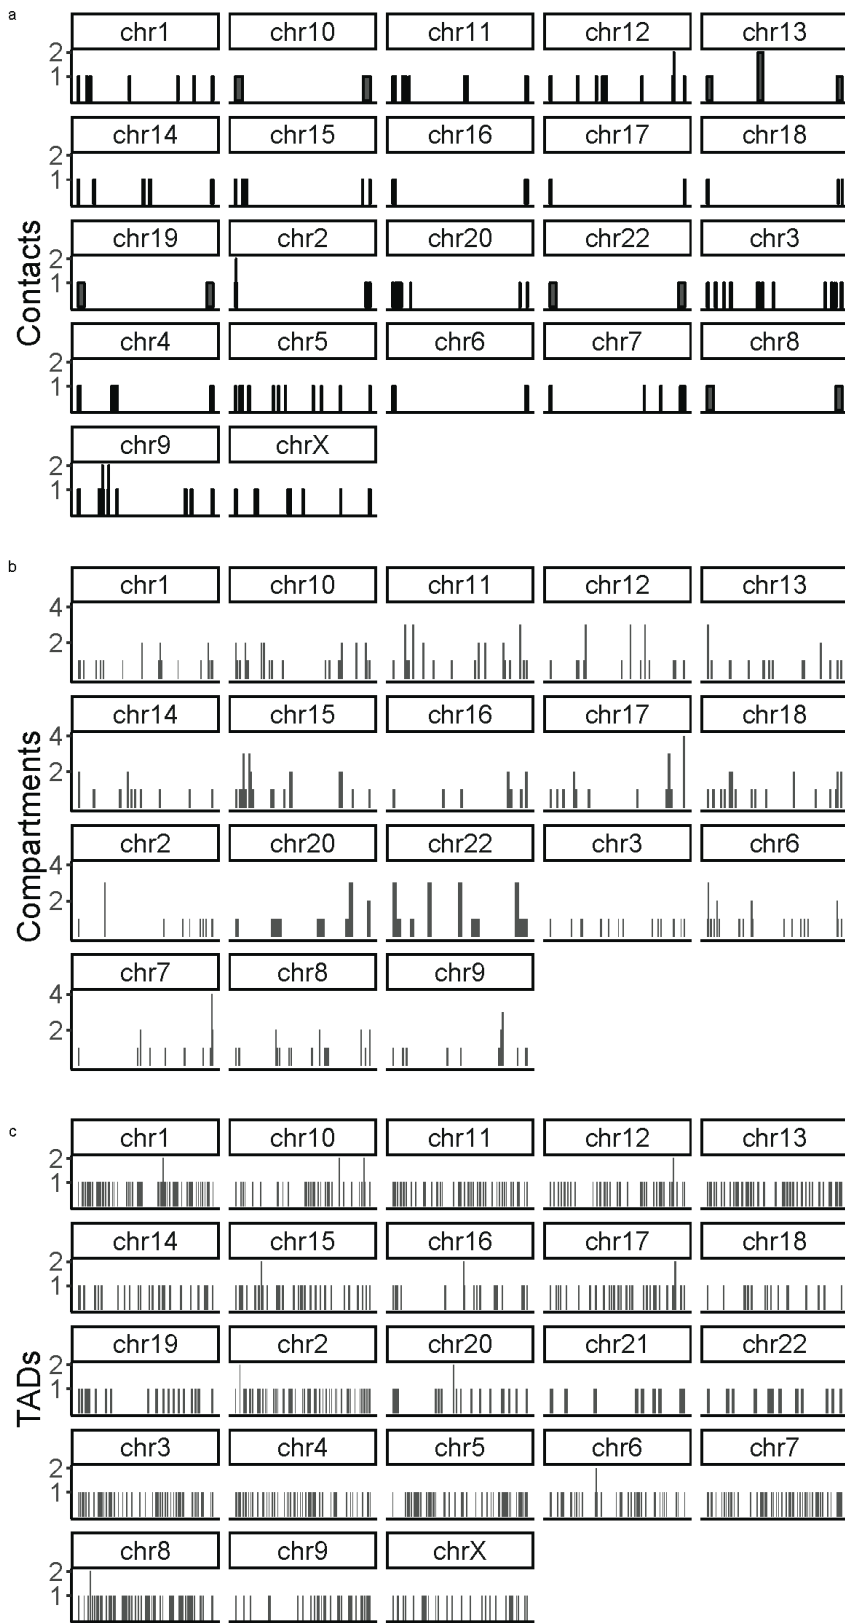 a
chr1 chr10 chr11 chr12 chr13
2
1
chr14 chr15 chr16 chr17 chr18
2
1
Contacts
chr19 chr2 chr20 chr22 chr3
2
1
chr4 chr5 chr6 chr7 chr8
2
1
chr9 chrX
2
1
b
chr1 chr10 chr11 chr12 chr13
4
2
chr14 chr15 chr16 chr17 chr18
4
2
Compartments
chr2 chr20 chr22 chr3 chr6
4
2
chr7 chr8 chr9
4
2
c
chr1 chr10 chr11 chr12 chr13
2
1
chr14 chr15 chr16 chr17 chr18
2
1
TADs
chr19 chr2 chr20 chr21 chr22
2
1
chr3 chr4 chr5 chr6 chr7
2
1
chr8 chr9 chrX
2
1